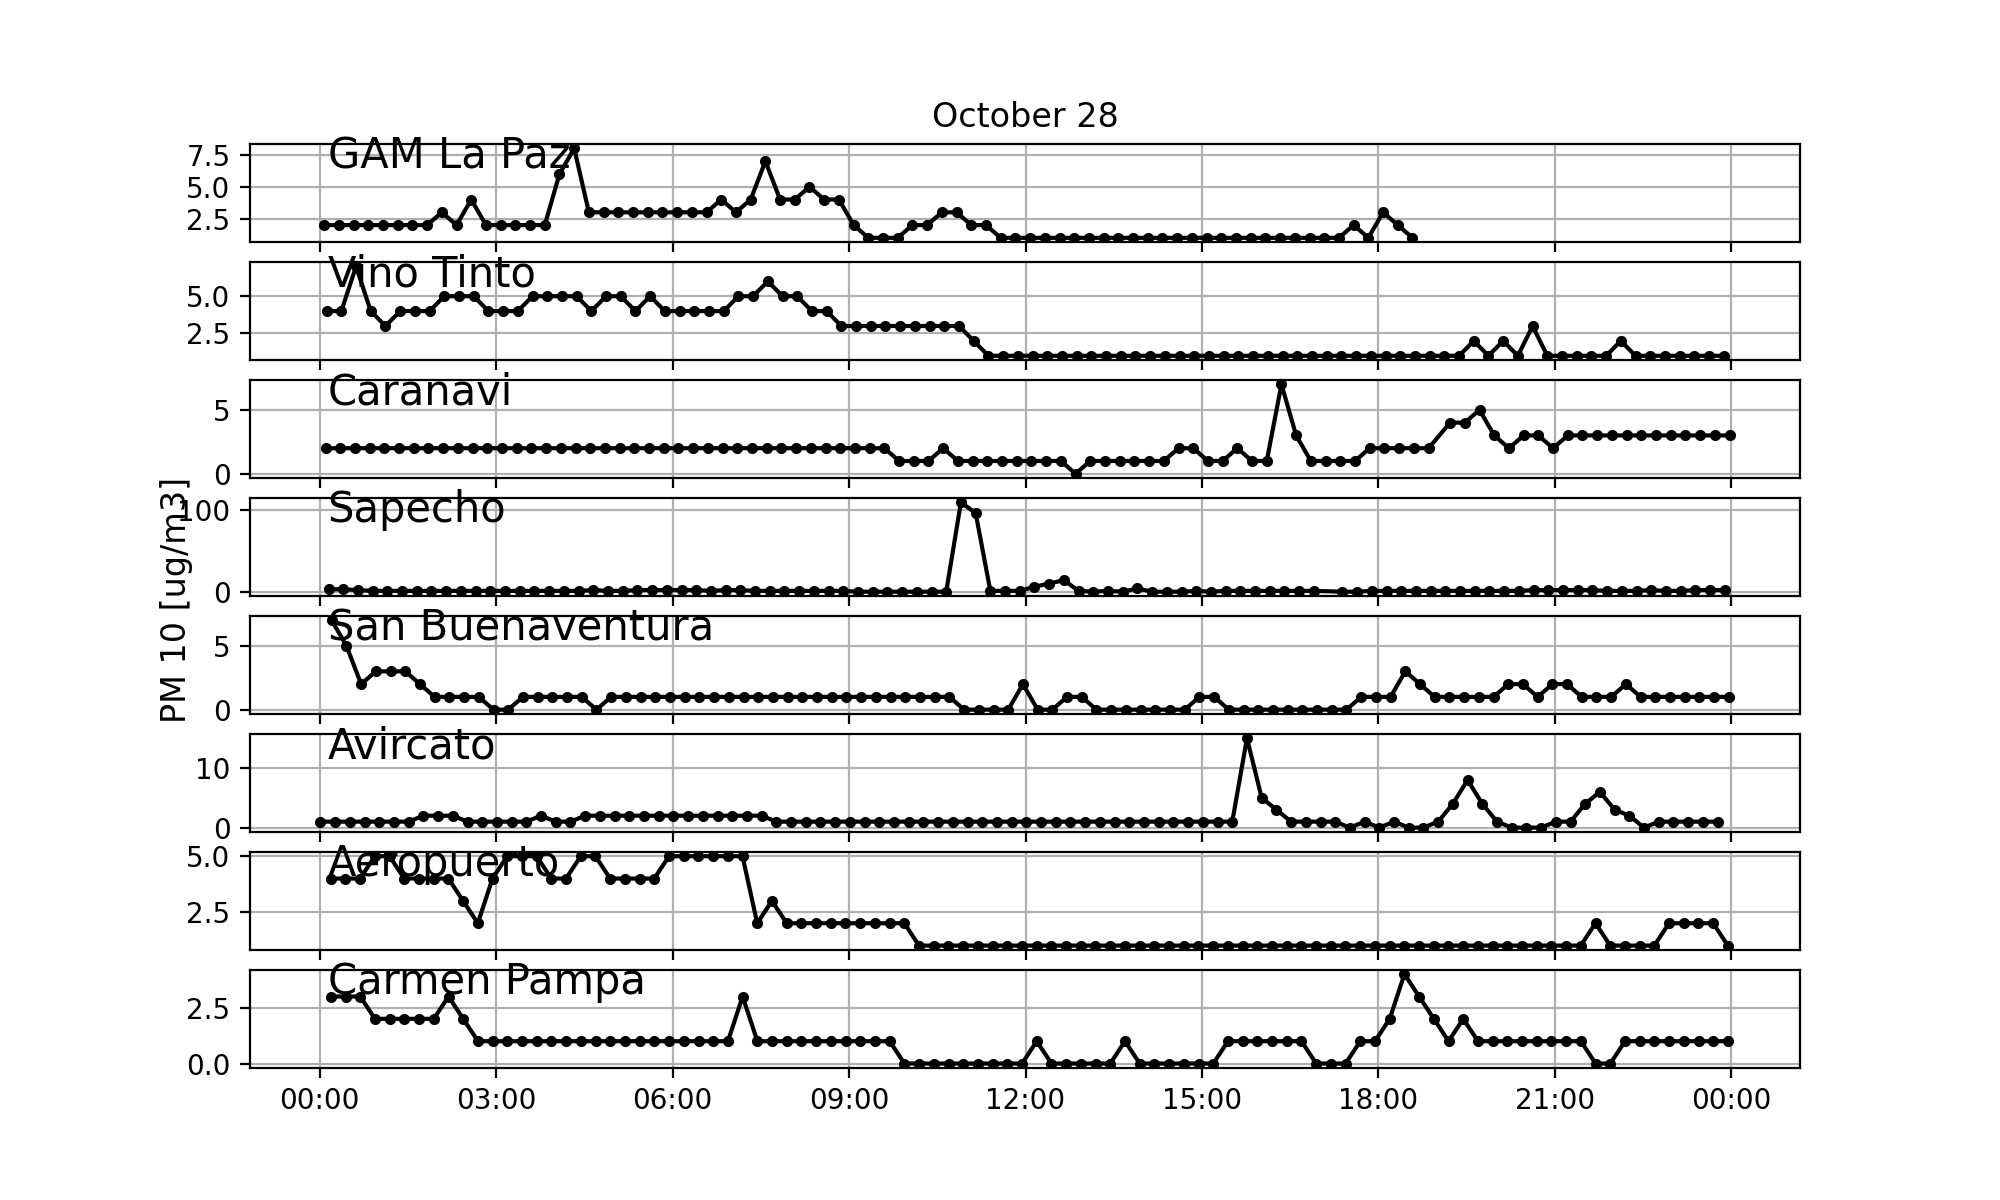 October 28
GAM La Paz
7.5
5.0
2.5
Vino Tinto
5.0
2.5
Caranavi
5
0
PM 10 [ug/m3]
Sapecho
100
0
San Buenaventura
5
0
Avircato
10
0
Aeropuerto
5.0
2.5
Carmen Pampa
2.5
0.0
00:00 03:00 06:00 09:00 12:00 15:00 18:00 21:00 00:00